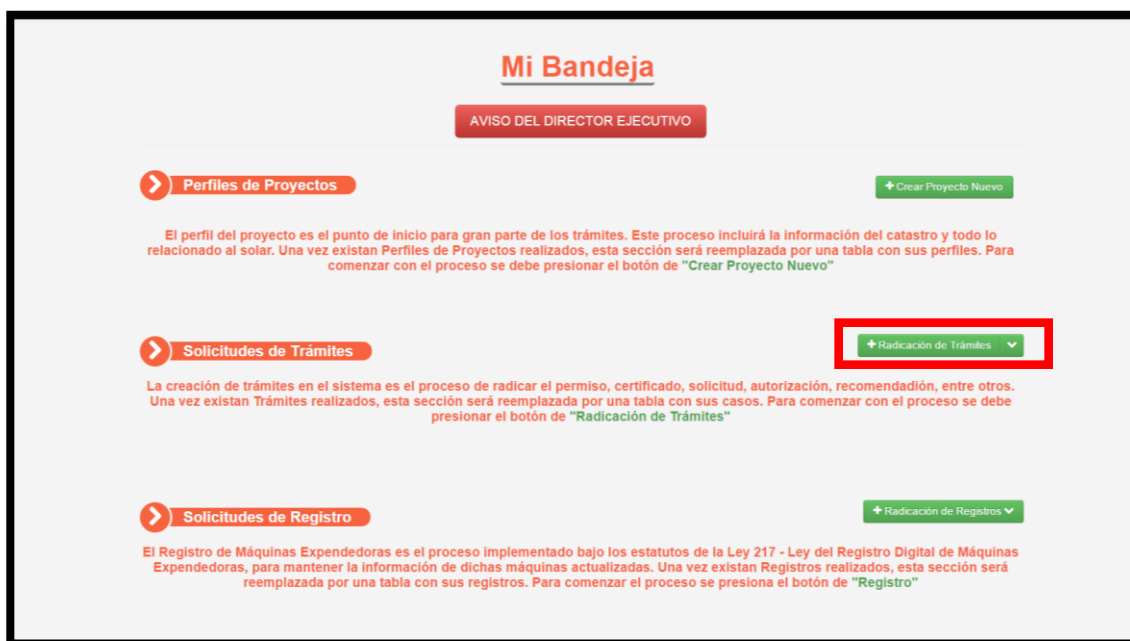 Mi Bandeja
AVISO DEL DIRECTOR EJECUTIVO
Perfiles de Proyectos
+ Crear Proyecto Nuevo
El perfil del proyecto es el punto de inicio para gran parte de los trámites. Este proceso incluirá la información del catastro y todo lo
relacionado al solar. Una vez existan Perfiles de Proyectos realizados, esta sección será reemplazada por una tabla con sus perfiles. Para
comenzar con el proceso se debe presionar el botón de "Crear Proyecto Nuevo"
Solicitudes de Trámites
+ Radicación de Trámites
La creación de trámites en el sistema es el proceso de radicar el permiso, certificado, solicitud, autorización, recomendadión, entre otros.
Una vez existan Trámites realizados, esta sección será reemplazada por una tabla con sus casos. Para comenzar con el proceso se debe
presionar el botón de "Radicación de Trámites"
Solicitudes de Registro
+ Radicación de Registros
El Registro de Máquinas Expendedoras es el proceso implementado bajo los estatutos de la Ley 217 - Ley del Registro Digital de Máquinas
Expendedoras, para mantener la información de dichas máquinas actualizadas. Una vez existan Registros realizados, esta sección será
reemplazada por una tabla con sus registros. Para comenzar el proceso se presiona el botón de "Registro"